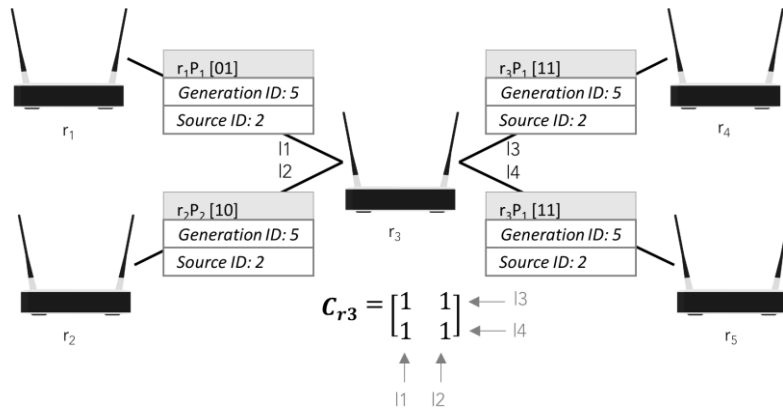 r₁P₁ [01]
Generation ID: 5
Source ID: 2
r₃P₁ [11]
Generation ID: 5
Source ID: 2
r₁
r₄
l1
l2
l3
l4
r₂P₂ [10]
Generation ID: 5
Source ID: 2
r₃
r₃P₁ [11]
Generation ID: 5
Source ID: 2
r₂
r₅
C_r3 = [1 1
1 1]
l3
l4
l1
l2